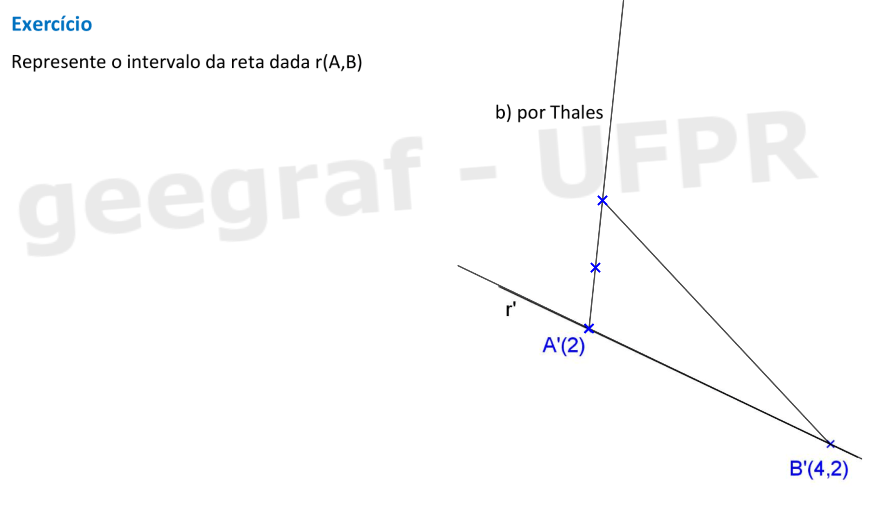 Exercício
Represente o intervalo da reta dada r(A,B)
b) por Thales
geegraf - UFPR
r'
A'(2)
B'(4,2)